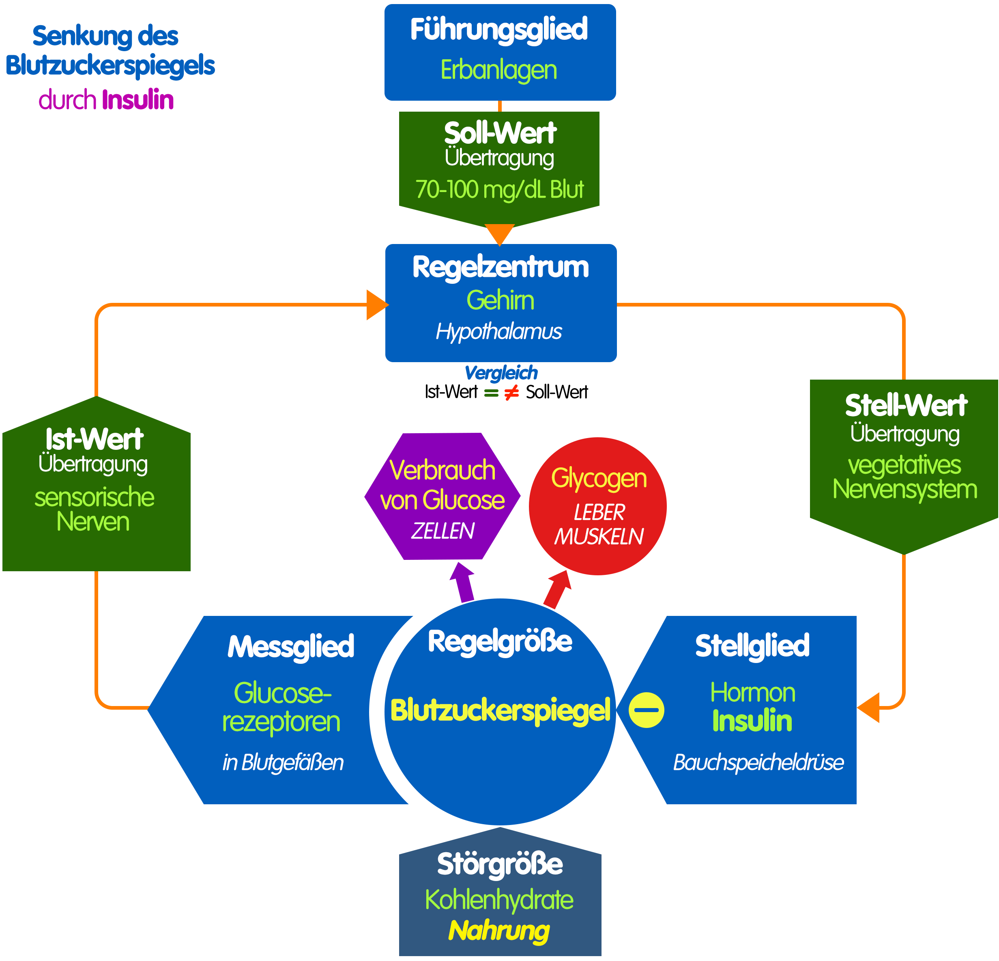 Senkung des
Blutzuckerspiegels
durch Insulin
Führungsglied
Erbanlagen
Soll-Wert
Übertragung
70-100 mg/dL Blut
Regelzentrum
Gehirn
Hypothalamus
Vergleich
Ist-Wert = ≠ Soll-Wert
Ist-Wert
Übertragung
sensorische
Nerven
Verbrauch
von Glucose
ZELLEN
Glycogen
LEBER
MUSKELN
Stell-Wert
Übertragung
vegetatives
Nervensystem
Messglied
Glucose-
rezeptoren
in Blutgefäßen
Regelgröße
Blutzuckerspiegel
−
Stellglied
Hormon
Insulin
Bauchspeicheldrüse
Störgröße
Kohlenhydrate
Nahrung